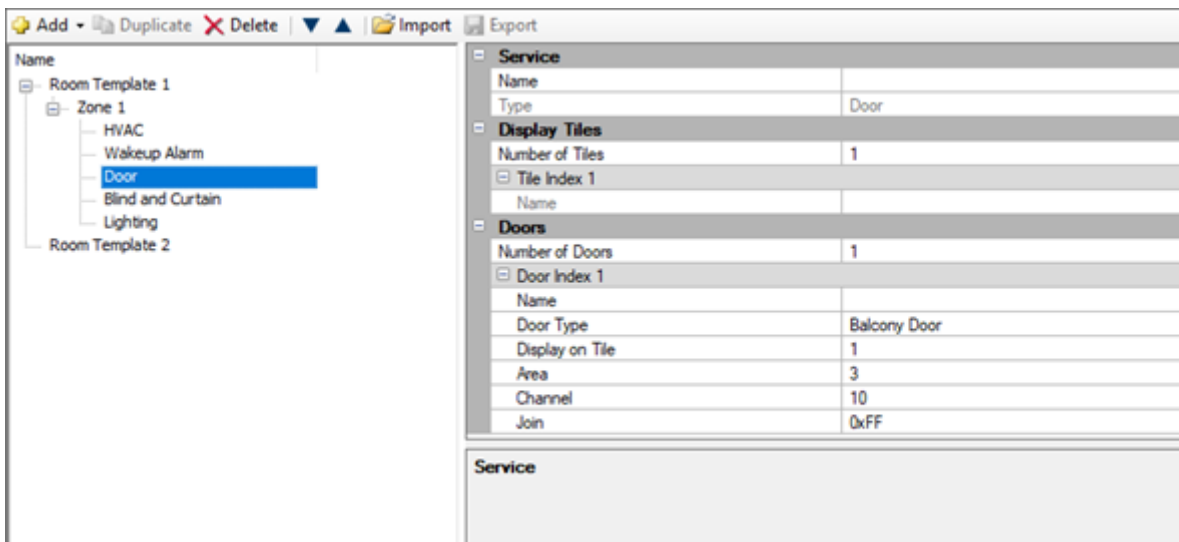 Add Duplicate Delete Import Export
Name
Room Template 1
Zone 1
HVAC
Wakeup Alarm
Door
Blind and Curtain
Lighting
Room Template 2
Service
Name
Type Door
Display Tiles
Number of Tiles 1
Tile Index 1
Name
Doors
Number of Doors 1
Door Index 1
Name
Door Type Balcony Door
Display on Tile 1
Area 3
Channel 10
Join 0xFF
Service